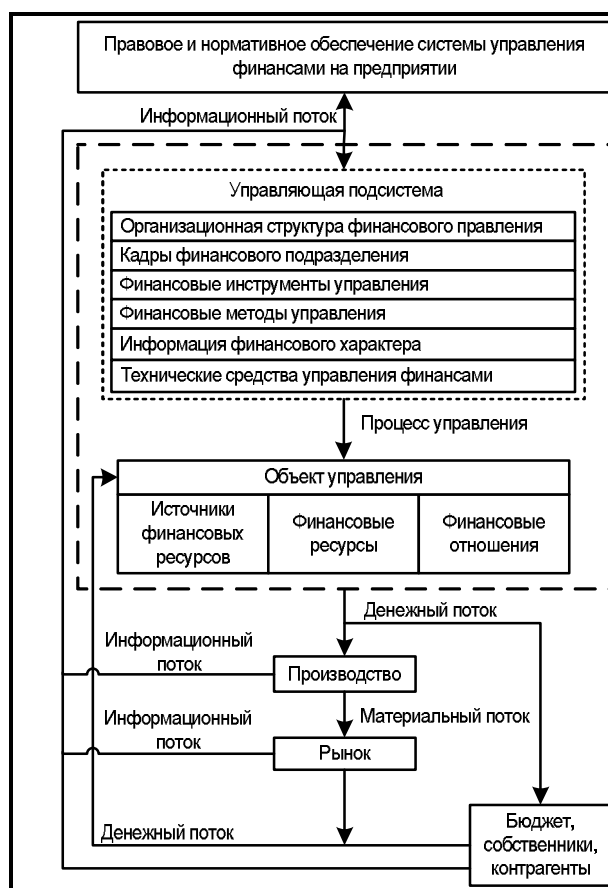 Правовое и нормативное обеспечение системы управления
финансами на предприятии
Информационный поток
Управляющая подсистема
Организационная структура финансового правления
Кадры финансового подразделения
Финансовые инструменты управления
Финансовые методы управления
Информация финансового характера
Технические средства управления финансами
Процесс управления
Объект управления
Источники
финансовых
ресурсов
Финансовые
ресурсы
Финансовые
отношения
Денежный поток
Информационный
поток
Производство
Материальный поток
Информационный
поток
Рынок
Денежный поток
Бюджет,
собственники,
контрагенты